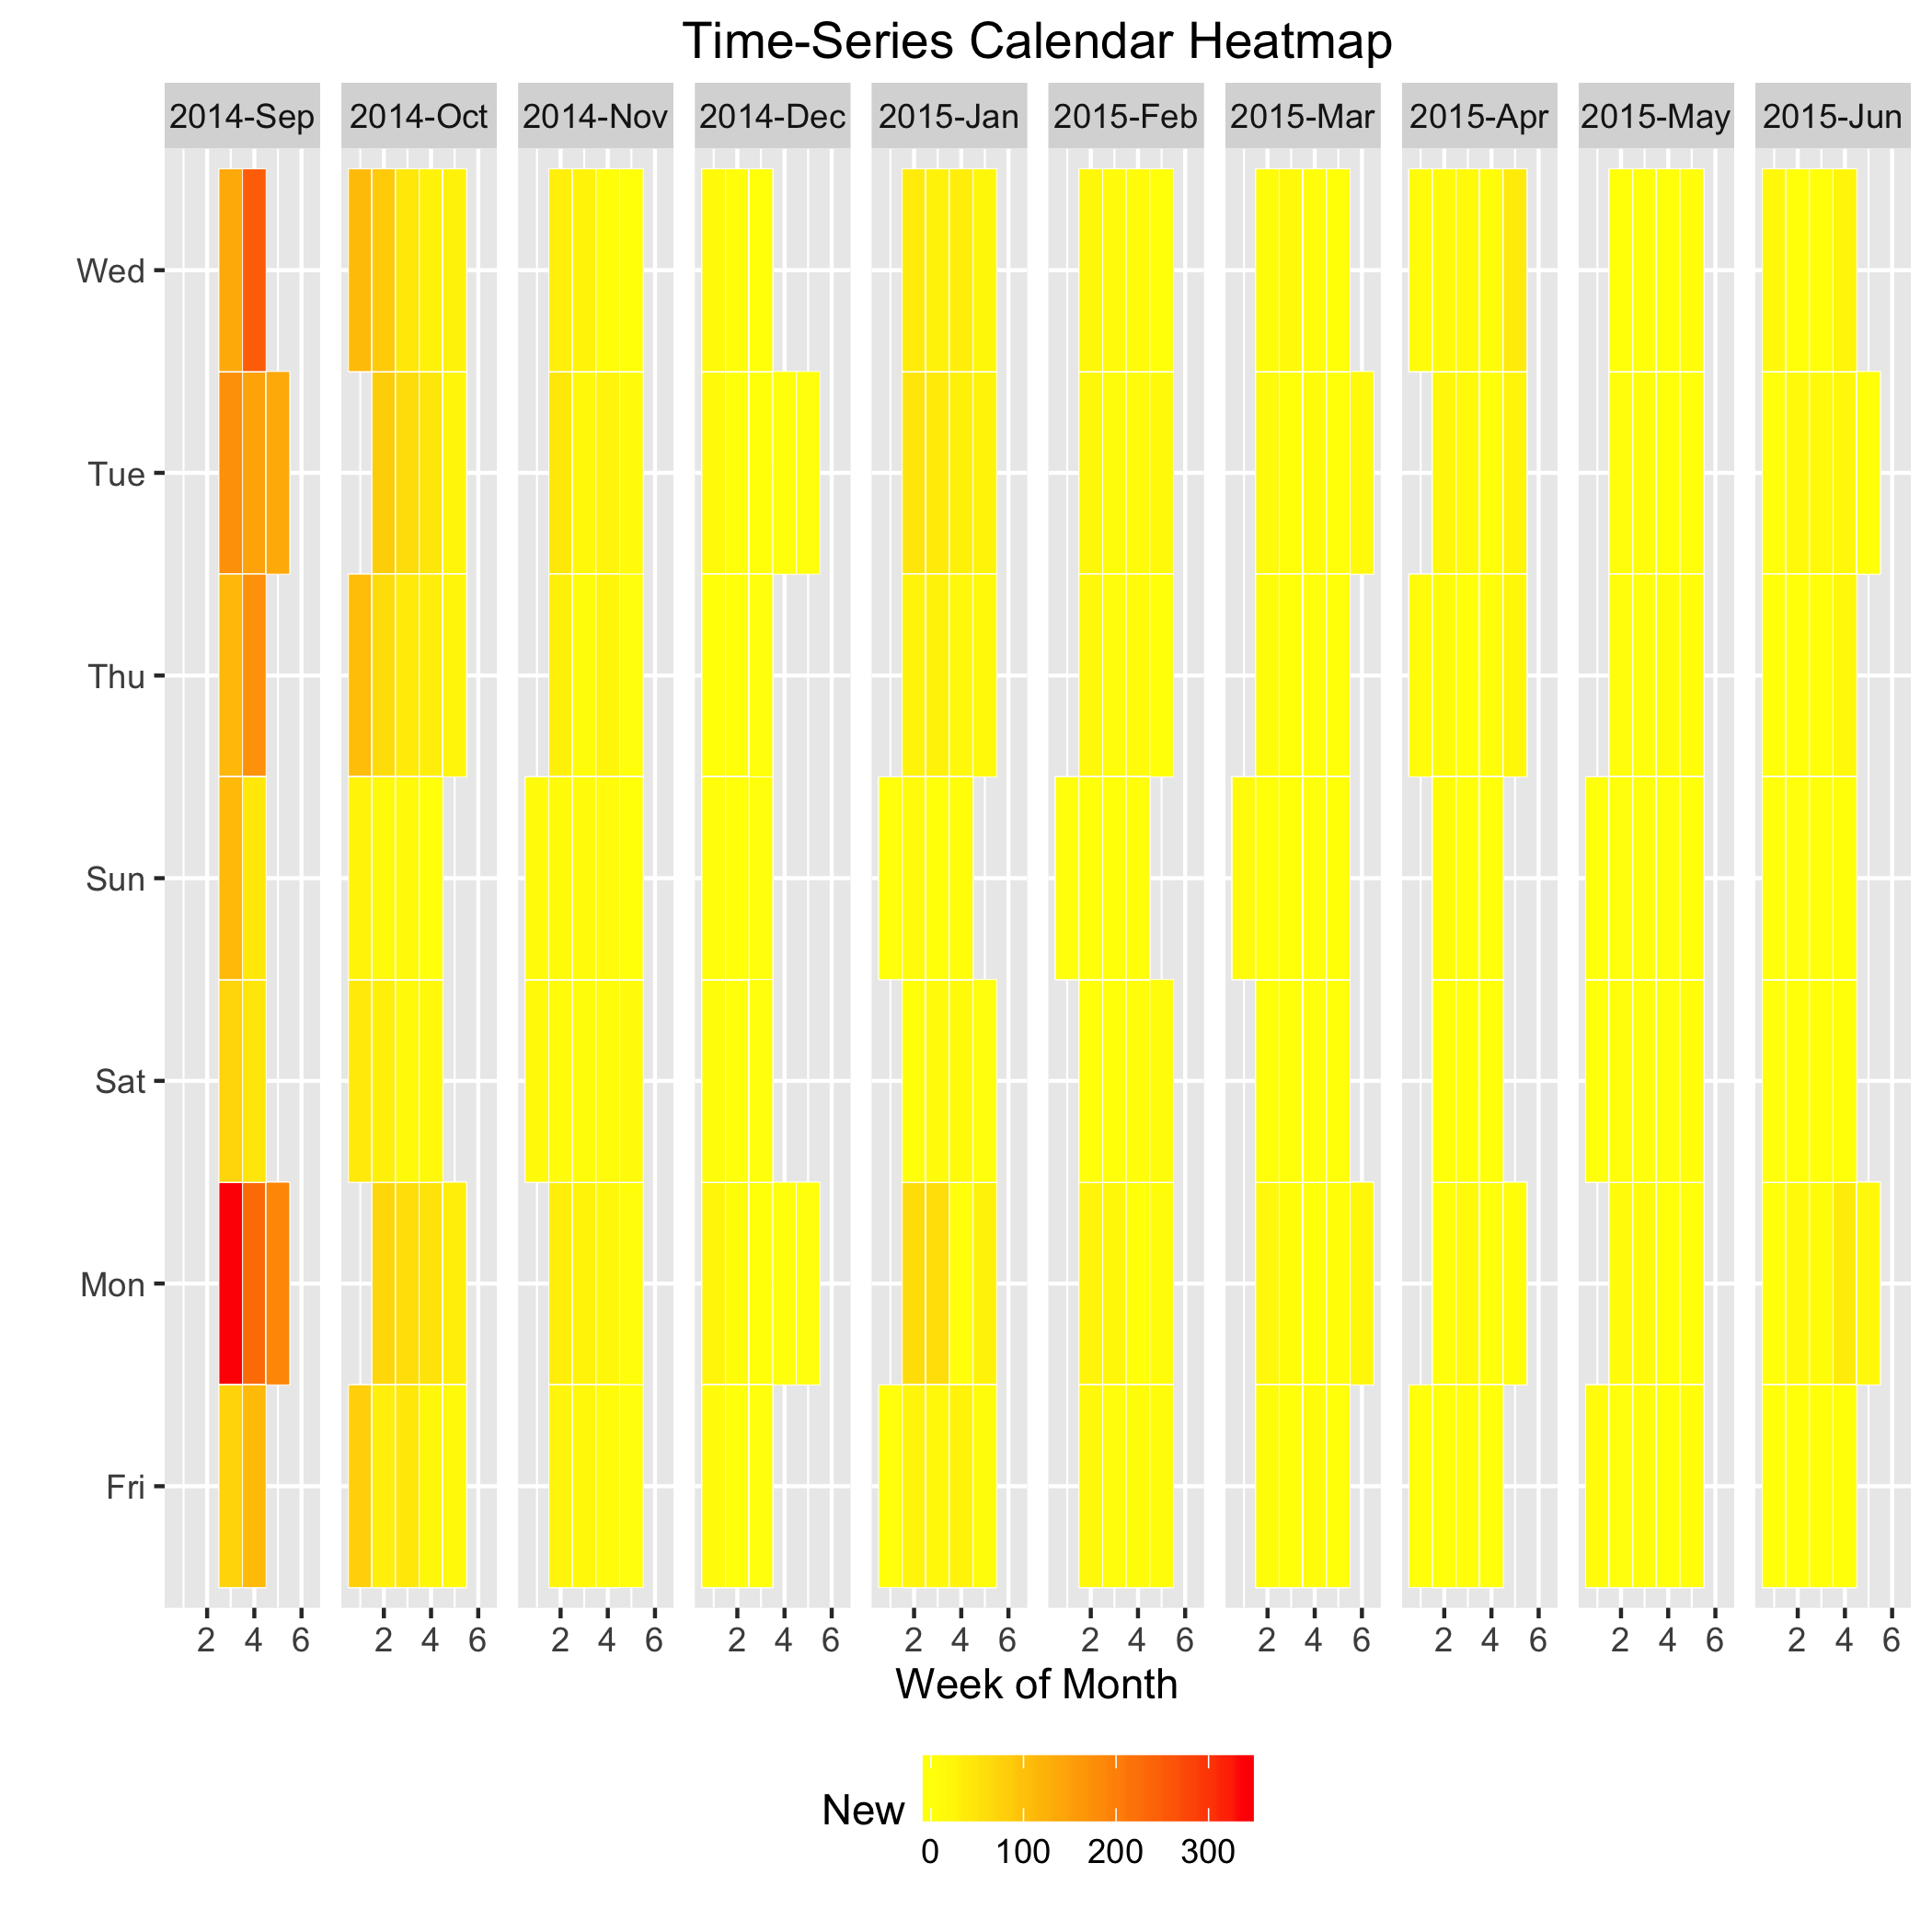 Time-Series Calendar Heatmap
2014-Sep 2014-Oct 2014-Nov 2014-Dec 2015-Jan 2015-Feb 2015-Mar 2015-Apr 2015-May 2015-Jun
Wed
Tue
Thu
Sun
Sat
Mon
Fri
2 4 6 2 4 6 2 4 6 2 4 6 2 4 6 2 4 6 2 4 6 2 4 6 2 4 6 2 4 6
Week of Month
New
0 100 200 300